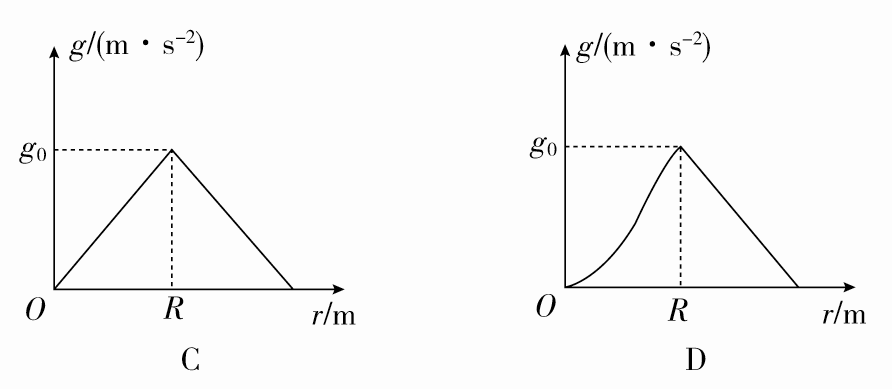 g/(m · s⁻²)
g₀
O
R
r/m
C
g/(m · s⁻²)
g₀
O
R
r/m
D